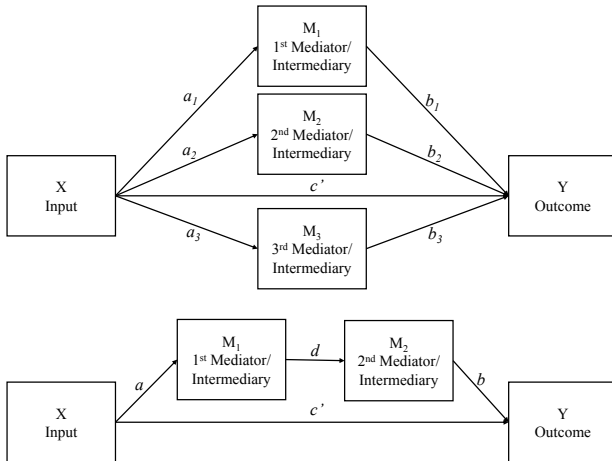 M₁
1ˢᵗ Mediator/
Intermediary
a₁
b₁
M₂
2ⁿᵈ Mediator/
Intermediary
a₂
b₂
X
Input
c’
Y
Outcome
M₃
3ʳᵈ Mediator/
Intermediary
a₃
b₃
M₁
1ˢᵗ Mediator/
Intermediary
d
M₂
2ⁿᵈ Mediator/
Intermediary
a
b
X
Input
c’
Y
Outcome